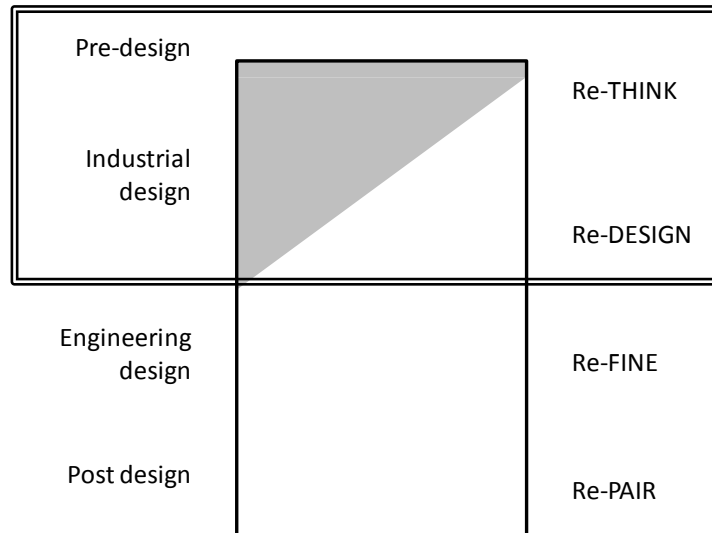 Pre-design
Re-THINK
Industrial
design
Re-DESIGN
Engineering
design
Re-FINE
Post design
Re-PAIR